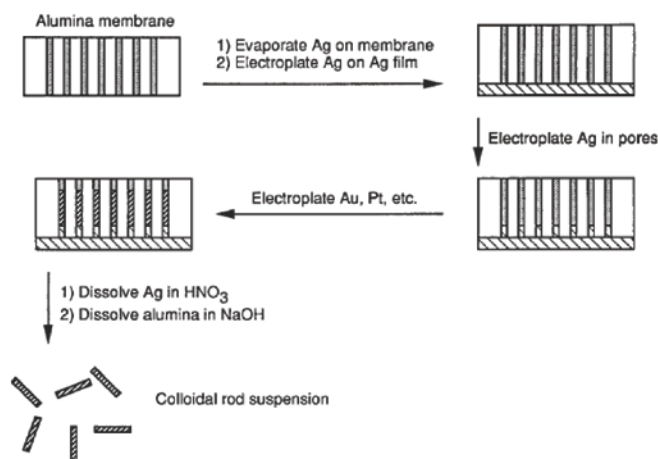 Alumina membrane
1) Evaporate Ag on membrane
2) Electroplate Ag on Ag film
Electroplate Ag in pores
Electroplate Au, Pt, etc.
1) Dissolve Ag in HNO3
2) Dissolve alumina in NaOH
Colloidal rod suspension